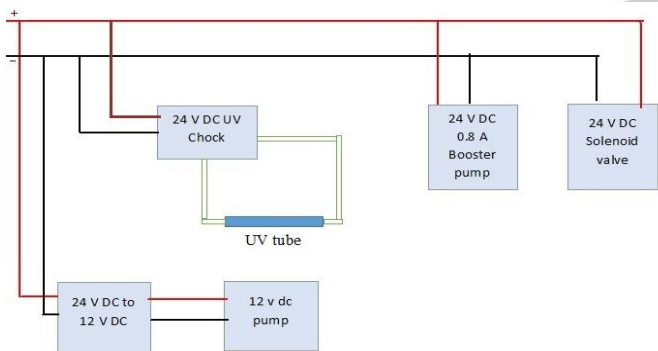 +
−
24 V DC UV
Chock
24 V DC
0.8 A
Booster
pump
24 V DC
Solenoid
valve
UV tube
24 V DC to
12 V DC
12 v dc
pump